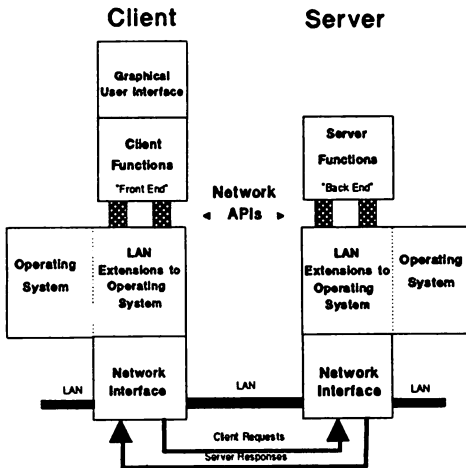 Client
Server
Graphical
User Interface
Client
Functions
"Front End"
Server
Functions
"Back End"
Network
APIs
Operating
System
LAN
Extensions to
Operating
System
LAN
Extensions to
Operating
System
Operating
System
Network
Interface
Network
Interface
LAN
LAN
LAN
Client Requests
Server Responses